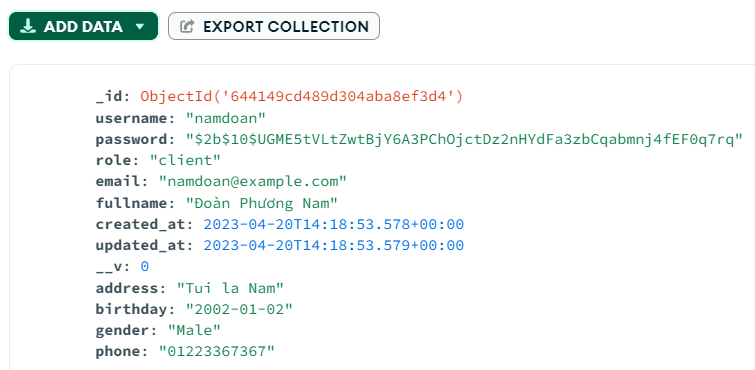 ADD DATA
EXPORT COLLECTION
_id: ObjectId('644149cd489d304aba8ef3d4')
username: "namdoan"
password: "$2b$10$UGME5tVLtZwtBjY6A3PChOjctDz2nHYdFa3zbCqabmnj4fEF0q7rq"
role: "client"
email: "namdoan@example.com"
fullname: "Đoàn Phương Nam"
created_at: 2023-04-20T14:18:53.578+00:00
updated_at: 2023-04-20T14:18:53.579+00:00
__v: 0
address: "Tui la Nam"
birthday: "2002-01-02"
gender: "Male"
phone: "01223367367"